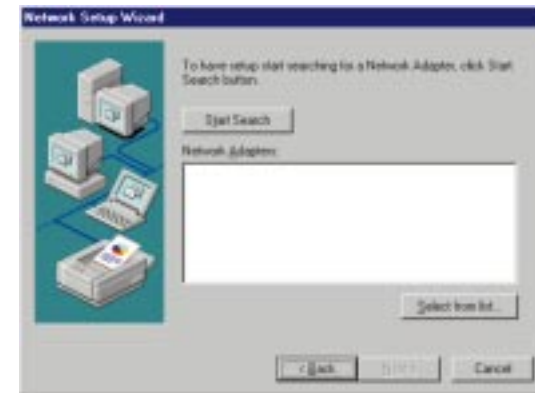 Network Setup Wizard
To have setup start searching for a Network Adapter, click Start
Search button.
Start Search
Network Adapters:
Select from list...
< Back
Next >
Cancel